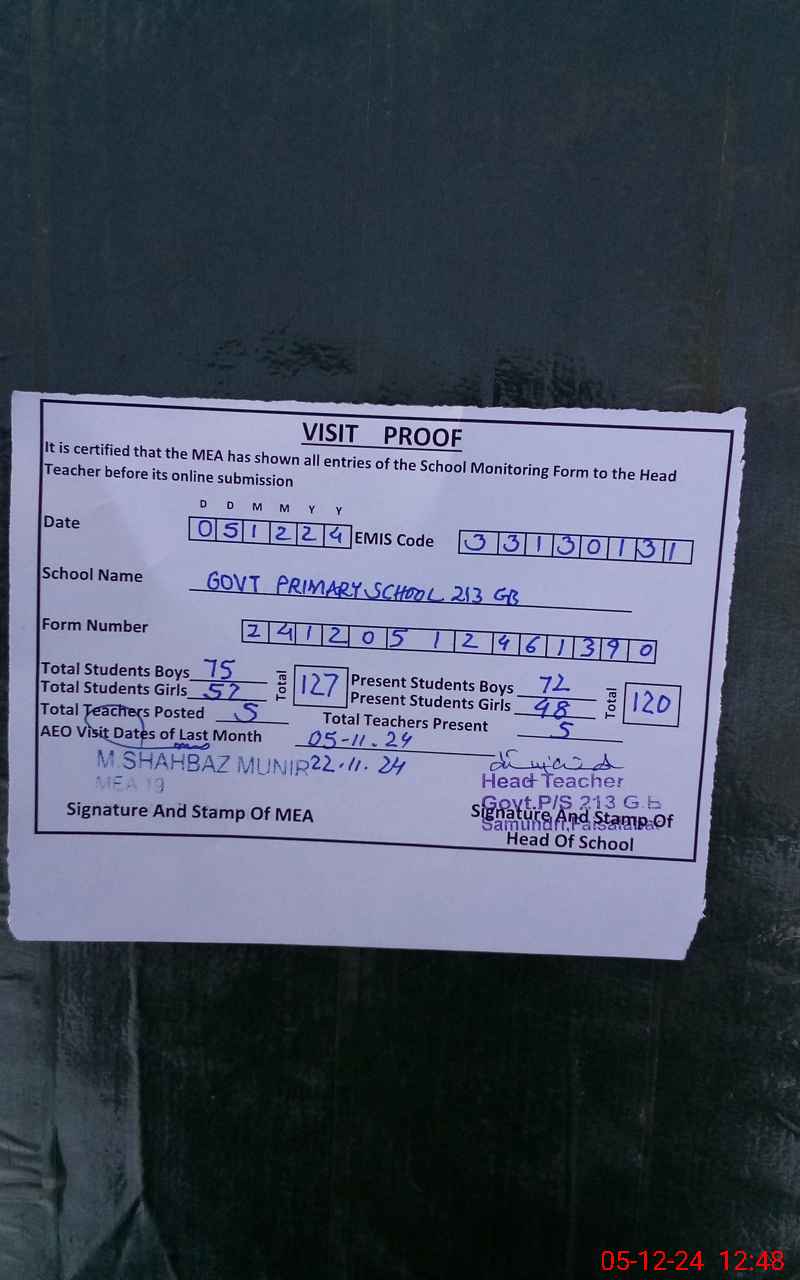 VISIT PROOF
It is certified that the MEA has shown all entries of the School Monitoring Form to the Head
Teacher before its online submission
D D M M Y Y
Date 0 5 1 2 2 4 EMIS Code 3 3 1 3 0 1 3 1
School Name GOVT PRIMARY SCHOOL 213 GB
Form Number 2 4 1 2 0 5 1 2 4 6 1 3 9 0
Total Students Boys 75 Total 127 Present Students Boys 72 Total 120
Total Students Girls 52 Present Students Girls 48
Total Teachers Posted 5 Total Teachers Present 5
AEO Visit Dates of Last Month 05-11.24
22.11.24
M.SHAHBAZ MUNIR
MEA 19
Head Teacher
Govt.P/S 213 G.B
Samundri, Faisalabad
Signature And Stamp Of MEA
Signature And Stamp Of
Head Of School
05-12-24 12:48